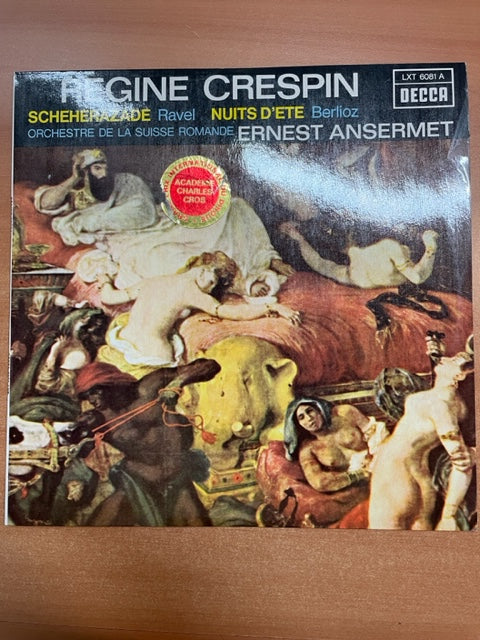 RÉGINE CRESPIN
LXT 6081 A
DECCA
SCHEHERAZADE Ravel NUITS D'ETE Berlioz
ORCHESTRE DE LA SUISSE ROMANDE ERNEST ANSERMET
ACADEMIE
CHARLES
CROS